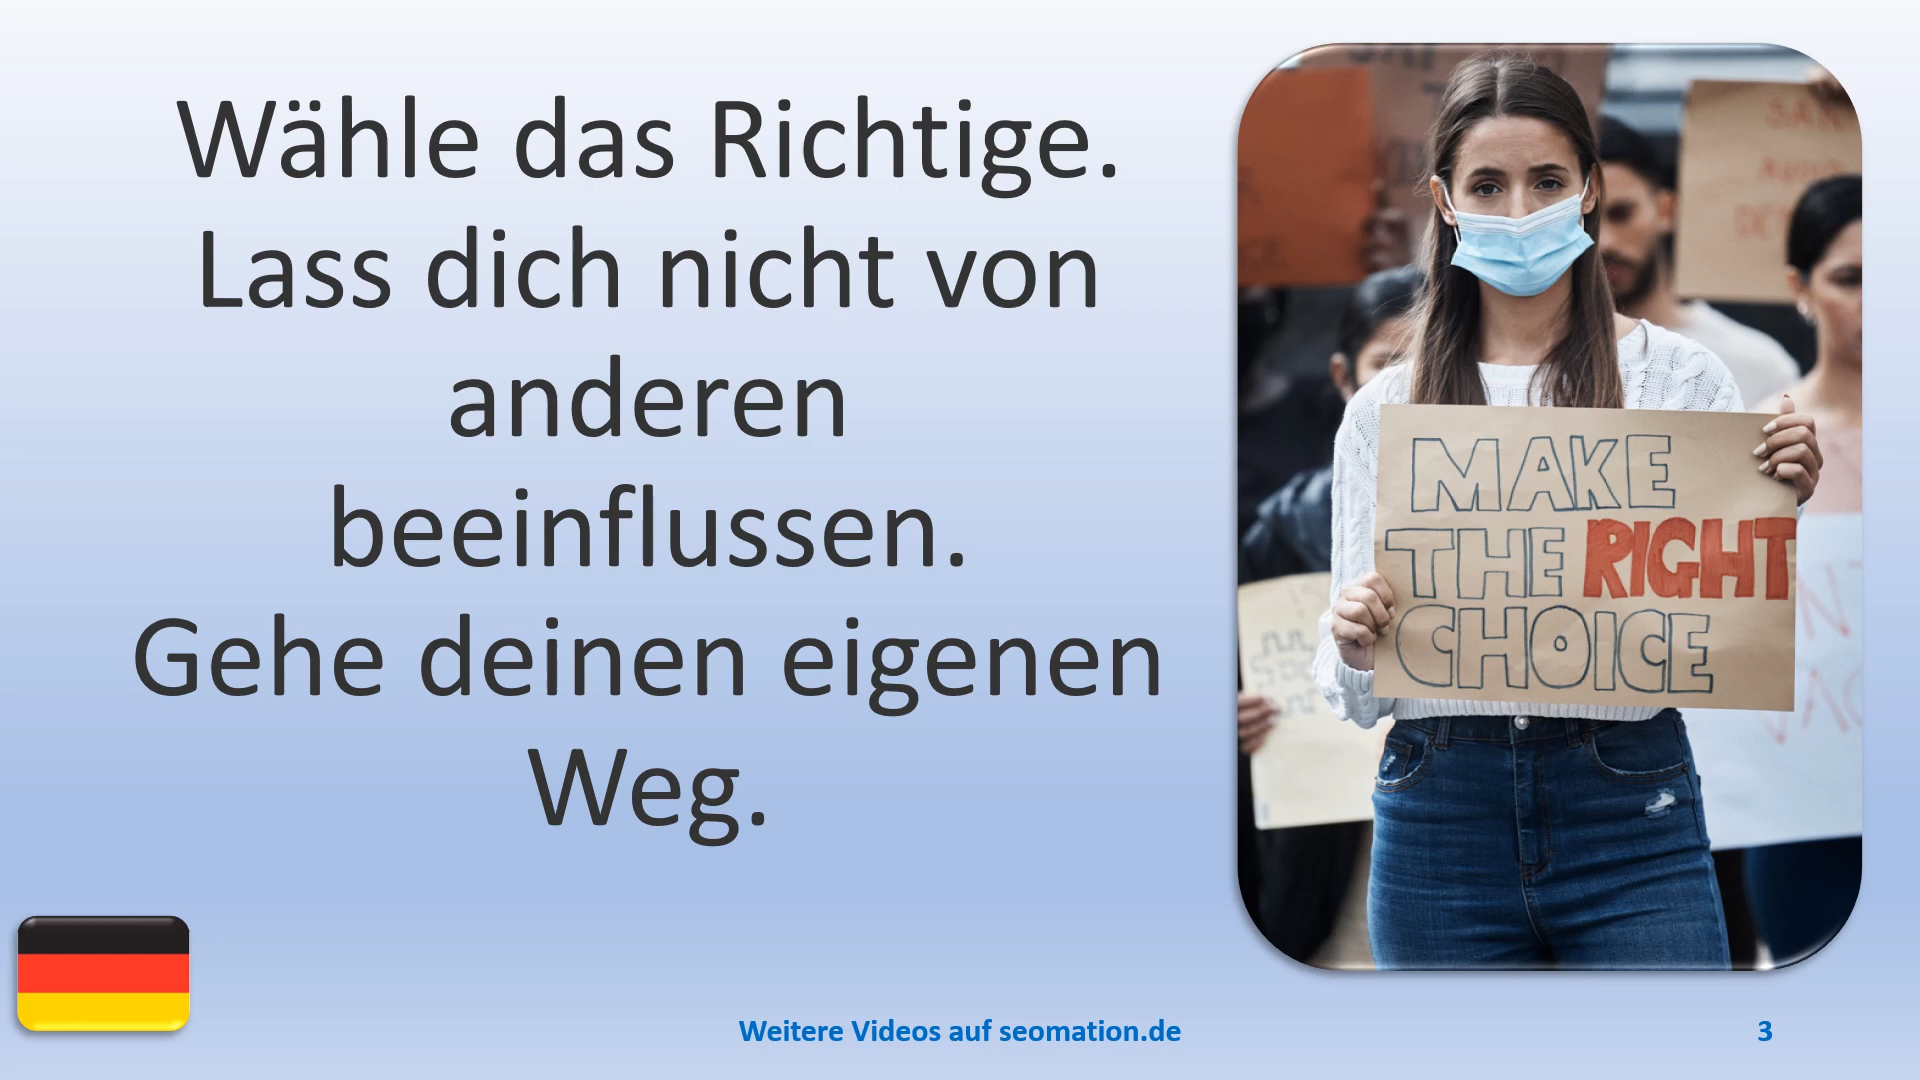 Wähle das Richtige.
Lass dich nicht von
anderen
beeinflussen.
Gehe deinen eigenen
Weg.
MAKE
THE RIGHT
CHOICE
Weitere Videos auf seomation.de
3